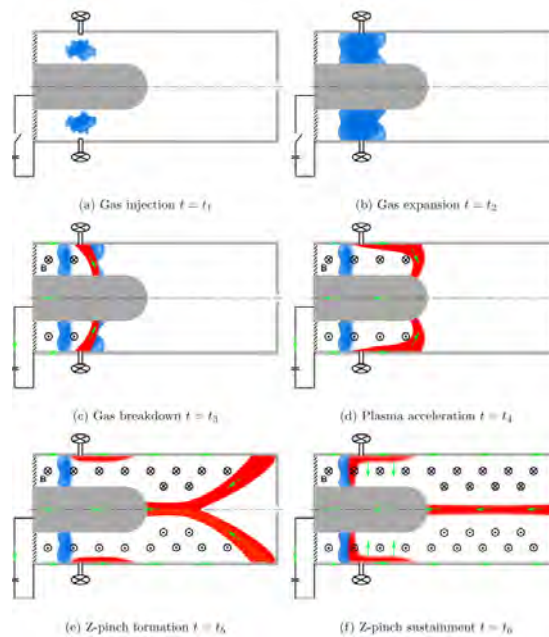 (a) Gas injection t = t₁
(b) Gas expansion t = t₂
B
B
(c) Gas breakdown t = t₃
(d) Plasma acceleration t = t₄
B
B
(e) Z-pinch formation t = t₅
(f) Z-pinch sustainment t = t₆